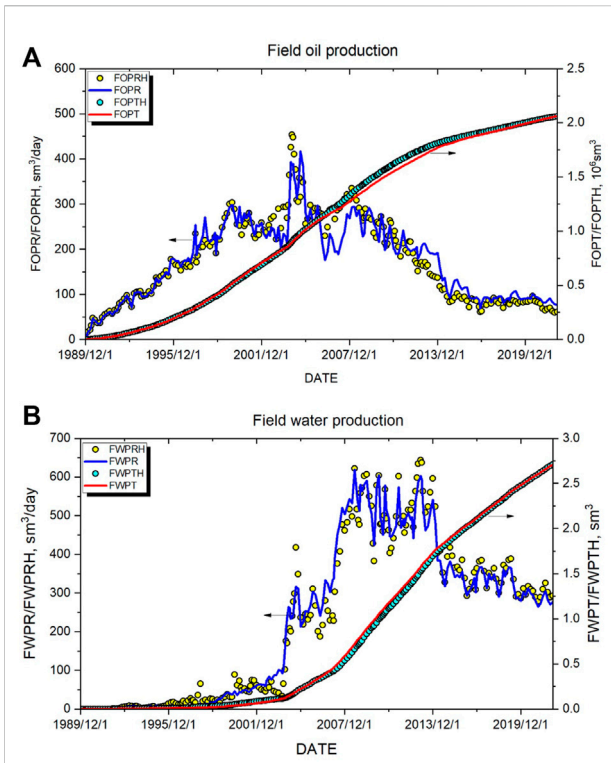 A
Field oil production
FOPRH
FOPR
FOPTH
FOPT
600
500
400
300
200
100
0
FOPR/FOPRH, sm³/day
2.5
2.0
1.5
1.0
0.5
0.0
FOPT/FOPTH, 10⁶sm³
1989/12/1 1995/12/1 2001/12/1 2007/12/1 2013/12/1 2019/12/1
DATE
B
Field water production
FWPRH
FWPR
FWPTH
FWPT
700
600
500
400
300
200
100
0
FWPR/FWPRH, sm³/day
3.0
2.5
2.0
1.5
1.0
0.5
0.0
FWPT/FWPTH, sm³
1989/12/1 1995/12/1 2001/12/1 2007/12/1 2013/12/1 2019/12/1
DATE